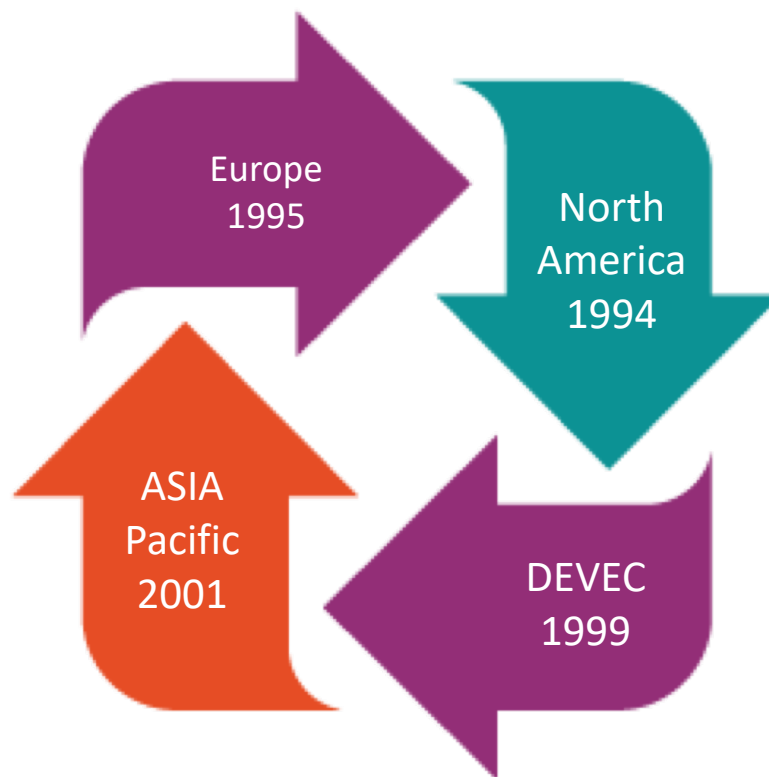 Europe
1995
North
America
1994
DEVEC
1999
ASIA
Pacific
2001